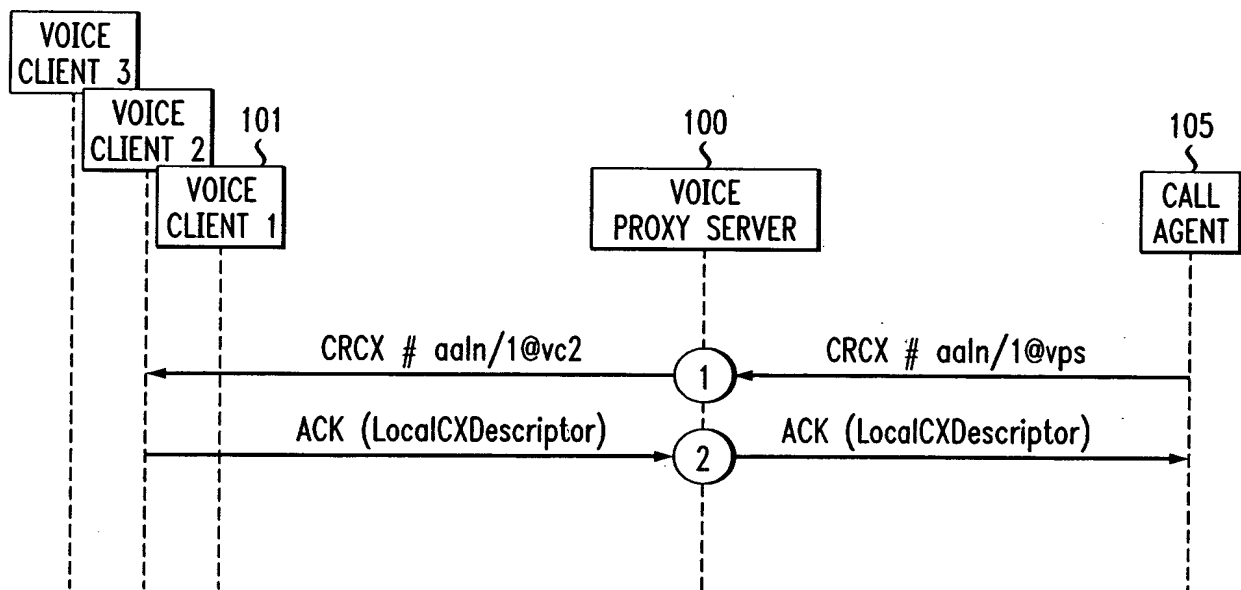 VOICE
CLIENT 3
VOICE
CLIENT 2
101
VOICE
CLIENT 1
100
VOICE
PROXY SERVER
105
CALL
AGENT
CRCX # aaln/1@vc2
1
CRCX # aaln/1@vps
ACK (LocalCXDescriptor)
2
ACK (LocalCXDescriptor)